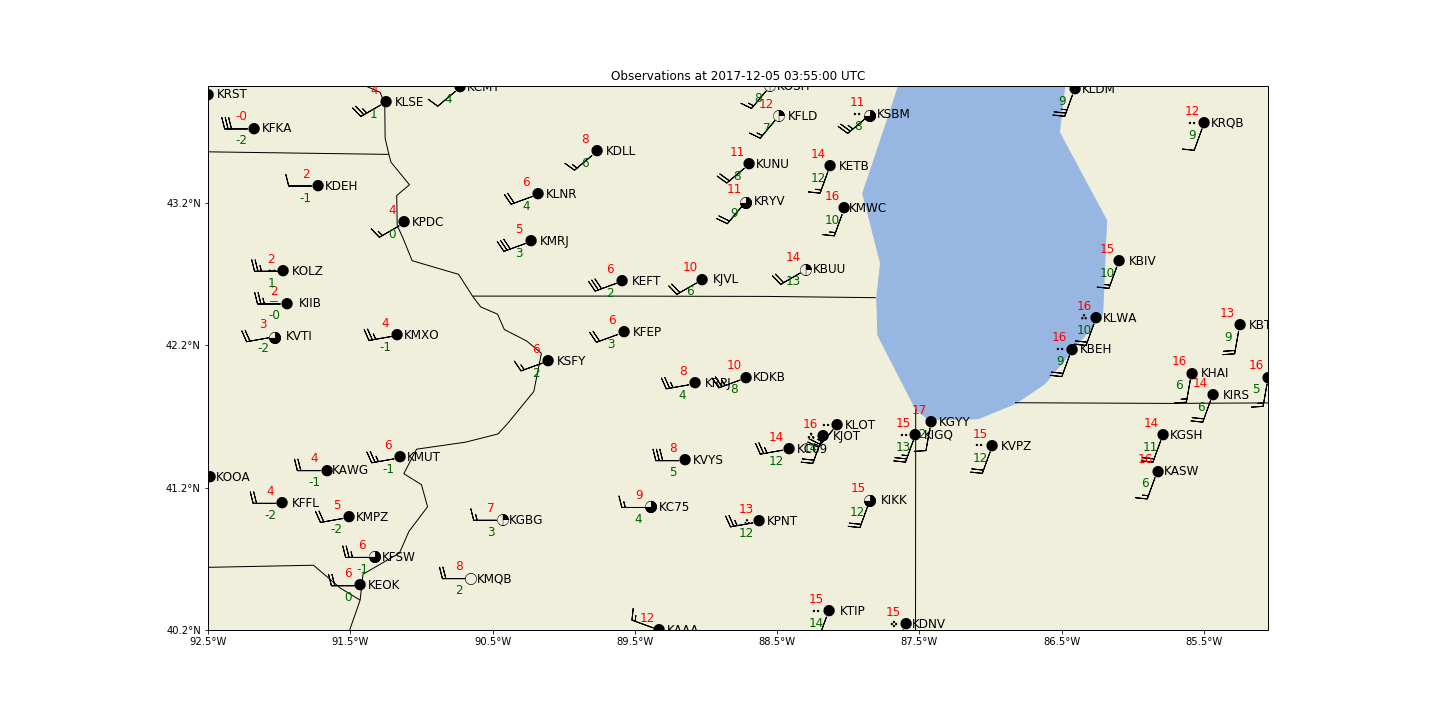 Observations at 2017-12-05 03:55:00 UTC
KRST
4
KLSE
1
KCMY
4
KOSH
8
KLDM
9
-0
KFKA
-2
12
KFLD
7
11
KSBM
8
12
KRQB
9
8
KDLL
6
11
KUNU
8
14
KETB
12
2
KDEH
-1
6
KLNR
4
11
KRYV
9
16
KMWC
10
43.2°N
4
KPDC
0
5
KMRJ
3
15
KBIV
10
2
KOLZ
1
6
KEFT
2
10
KJVL
6
14
KBUU
13
2
KIIB
-0
16
KLWA
10
3
KVTI
-2
4
KMXO
-1
6
KFEP
3
13
KBT
9
42.2°N
6
KSFY
2
16
KBEH
9
8
KRPJ
4
10
KDKB
8
16
KHAI
6
14
KIRS
6
16
5
KLOT
16
KJOT
17
KGYY
15
KIGQ
13
15
KVPZ
12
14
KGSH
11
6
KMUT
-1
8
KVYS
5
14
KC09
12
4
KAWG
-1
16
KASW
6
KOOA
41.2°N
4
KFFL
-2
5
KMPZ
-2
7
KGBG
3
9
KC75
4
13
KPNT
12
15
KIKK
12
6
KFSW
-1
6
KEOK
0
8
KMQB
2
12
KAAA
15
KTIP
14
15
KDNV
40.2°N
92.5°W 91.5°W 90.5°W 89.5°W 88.5°W 87.5°W 86.5°W 85.5°W